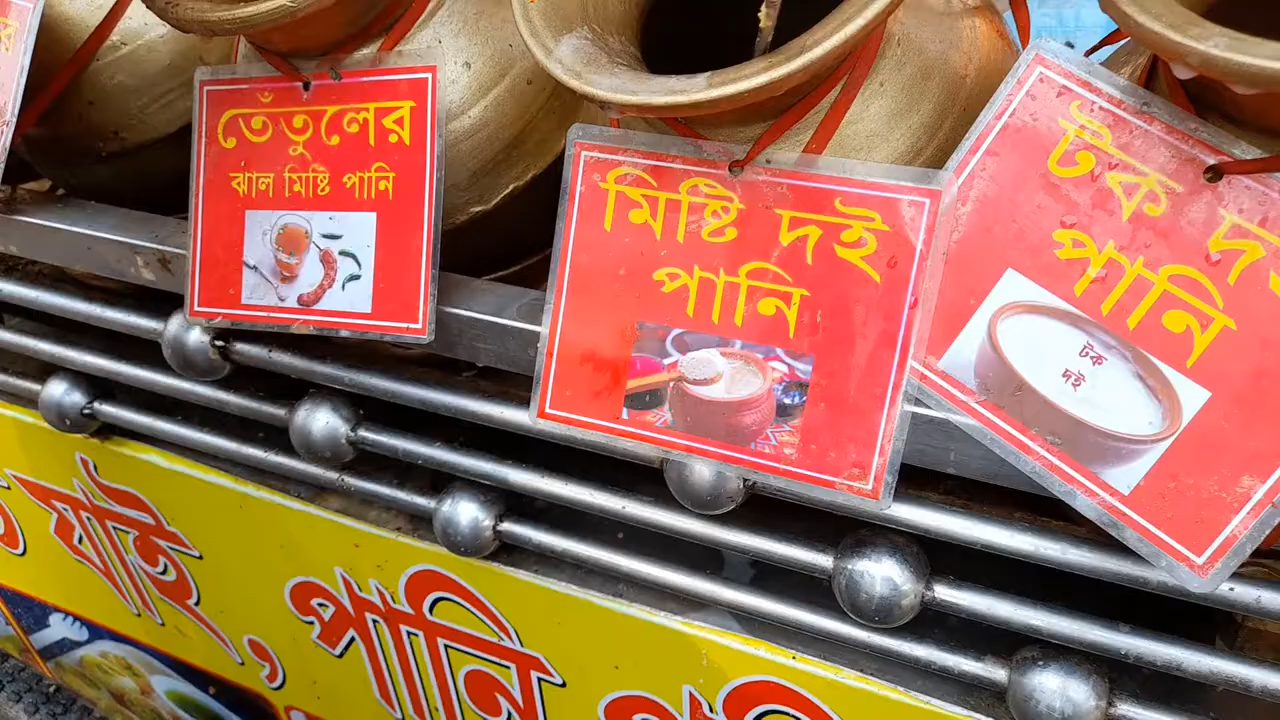 তেঁতুলের
ঝাল মিষ্টি পানি
মিষ্টি দই
পানি
টক
পানি
টক
দই
যাই, পানি